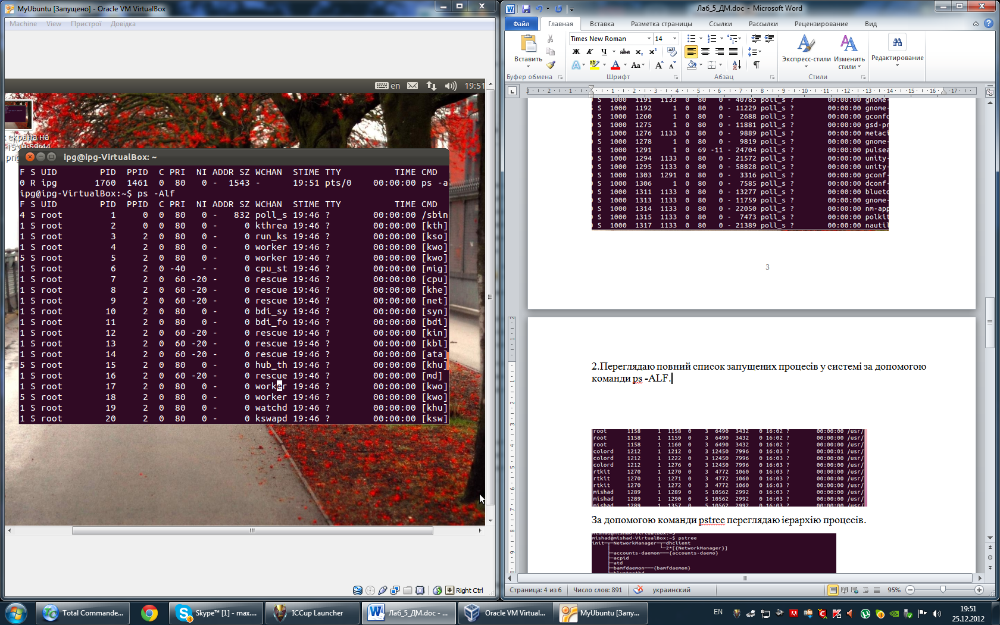 MyUbuntu [Запущено] - Oracle VM VirtualBox
Machine View Пристрої Довідка
en 19:51
екрана на
ipg@ipg-VirtualBox: ~
F S UID PID PPID C PRI NI ADDR SZ WCHAN STIME TTY TIME CMD
0 R ipg 1760 1461 0 80 0 - 1543 - 19:51 pts/0 00:00:00 ps -a
ipg@ipg-VirtualBox:~$ ps -Alf
F S UID PID PPID C PRI NI ADDR SZ WCHAN STIME TTY TIME CMD
4 S root 1 0 0 80 0 - 832 poll_s 19:46 ? 00:00:00 /sbin
1 S root 2 0 0 80 0 - 0 kthrea 19:46 ? 00:00:00 [kth]
1 S root 3 2 0 80 0 - 0 run_ks 19:46 ? 00:00:00 [kso]
1 S root 4 2 0 80 0 - 0 worker 19:46 ? 00:00:00 [kwo]
5 S root 5 2 0 80 0 - 0 worker 19:46 ? 00:00:00 [kwo]
1 S root 6 2 0 -40 - - 0 cpu_st 19:46 ? 00:00:00 [mig]
1 S root 7 2 0 60 -20 - 0 rescue 19:46 ? 00:00:00 [cpu]
1 S root 8 2 0 60 -20 - 0 rescue 19:46 ? 00:00:00 [khe]
1 S root 9 2 0 60 -20 - 0 rescue 19:46 ? 00:00:00 [net]
1 S root 10 2 0 80 0 - 0 bdi_sy 19:46 ? 00:00:00 [syn]
1 S root 11 2 0 80 0 - 0 bdi_fo 19:46 ? 00:00:00 [bdi]
1 S root 12 2 0 60 -20 - 0 rescue 19:46 ? 00:00:00 [kin]
1 S root 13 2 0 60 -20 - 0 rescue 19:46 ? 00:00:00 [kbl]
1 S root 14 2 0 60 -20 - 0 rescue 19:46 ? 00:00:00 [ata]
5 S root 15 2 0 80 0 - 0 hub_th 19:46 ? 00:00:00 [khu]
1 S root 16 2 0 60 -20 - 0 rescue 19:46 ? 00:00:00 [md]
1 S root 17 2 0 80 0 - 0 worker 19:46 ? 00:00:00 [kwo]
5 S root 18 2 0 80 0 - 0 worker 19:46 ? 00:00:00 [kwo]
1 S root 19 2 0 80 0 - 0 watchd 19:46 ? 00:00:00 [khu]
1 S root 20 2 0 80 0 - 0 kswapd 19:46 ? 00:00:00 [ksw]
Right Ctrl
Лаб_5_ДМ.doc - Microsoft Word
Файл Главная Вставка Разметка страницы Ссылки Рассылки Рецензирование Вид
Times New Roman 14
Вставить Экспресс-стили Изменить стили Редактирование
Буфер обмена Шрифт Абзац Стили
3 2 1 1 2 3 4 5 6 7 8 9 10 11 12 13 14 15 17
S 1000 1191 1133 0 80 0 - 40785 poll_s ? 00:00:00 gnome-
S 1000 1192 1 0 80 0 - 11229 poll_s ? 00:00:00 gnome-
S 1000 1260 1 0 80 0 - 2688 poll_s ? 00:00:00 gconfd
S 1000 1275 1 0 80 0 - 11881 poll_s ? 00:00:00 gsd-pr
S 1000 1276 1133 0 80 0 - 9889 poll_s ? 00:00:00 metaci
S 1000 1278 1 0 80 0 - 9819 poll_s ? 00:00:00 gnome-
S 1000 1291 1 0 69 -11 - 24704 poll_s ? 00:00:00 pulsea
S 1000 1294 1133 0 80 0 - 21572 poll_s ? 00:00:00 unity-
S 1000 1295 1133 0 80 0 - 58828 poll_s ? 00:00:00 unity-
S 1000 1303 1291 0 80 0 - 3316 poll_s ? 00:00:00 gconf-
S 1000 1306 1 0 80 0 - 7585 poll_s ? 00:00:00 dconf-
S 1000 1311 1133 0 80 0 - 13277 poll_s ? 00:00:00 blueto
S 1000 1313 1133 0 80 0 - 11759 poll_s ? 00:00:00 gnome-
S 1000 1314 1133 0 80 0 - 22050 poll_s ? 00:00:00 nm-app
S 1000 1315 1133 0 80 0 - 7473 poll_s ? 00:00:00 polkit
S 1000 1317 1133 0 80 0 - 21389 poll_s ? 00:00:00 nautil
3
2.Переглядаю повний список запущених процесів у системі за допомогою
команди ps -ALF.
root 1158 1 1158 0 3 6490 3432 0 16:02 ? 00:00:00 /usr/
root 1158 1 1159 0 3 6490 3432 0 16:02 ? 00:00:00 /usr/
root 1158 1 1160 0 3 6490 3432 0 16:02 ? 00:00:00 /usr/
colord 1212 1 1212 0 3 12450 7996 0 16:03 ? 00:00:01 /usr/
colord 1212 1 1222 0 3 12450 7996 0 16:03 ? 00:00:00 /usr/
colord 1212 1 1276 0 3 12450 7996 0 16:03 ? 00:00:00 /usr/
rtkit 1270 1 1270 0 3 4772 1060 0 16:03 ? 00:00:00 /usr/
rtkit 1270 1 1271 0 3 4772 1060 0 16:03 ? 00:00:00 /usr/
rtkit 1270 1 1272 0 3 4772 1060 0 16:03 ? 00:00:00 /usr/
mishad 1289 1 1289 0 5 10562 2992 0 16:03 ? 00:00:00 /usr/
mishad 1289 1 1290 0 5 10562 2992 0 16:03 ? 00:00:00 /usr/
mishad 1289 1 1357 0 5 10562 2992 0 16:03 ? 00:00:00 /usr/
За допомогою команди pstree переглядаю ієрархію процесів.
mishad@mishad-VirtualBox:~$ pstree
init─┬─NetworkManager─┬─dhclient
└─2*[{NetworkManager}]
├─accounts-daemon───{accounts-daemo}
├─acpid
├─atd
├─bamfdaemon───{bamfdaemon}
├─bluetoothd
Страница: 4 из 6 Число слов: 891 украинский 95%
Total Commande... Skype™ [1] - max.... ICCup Launcher Лаб_5_ДМ.doc - ... Oracle VM Virtual... MyUbuntu [Запу... EN 19:51
25.12.2012